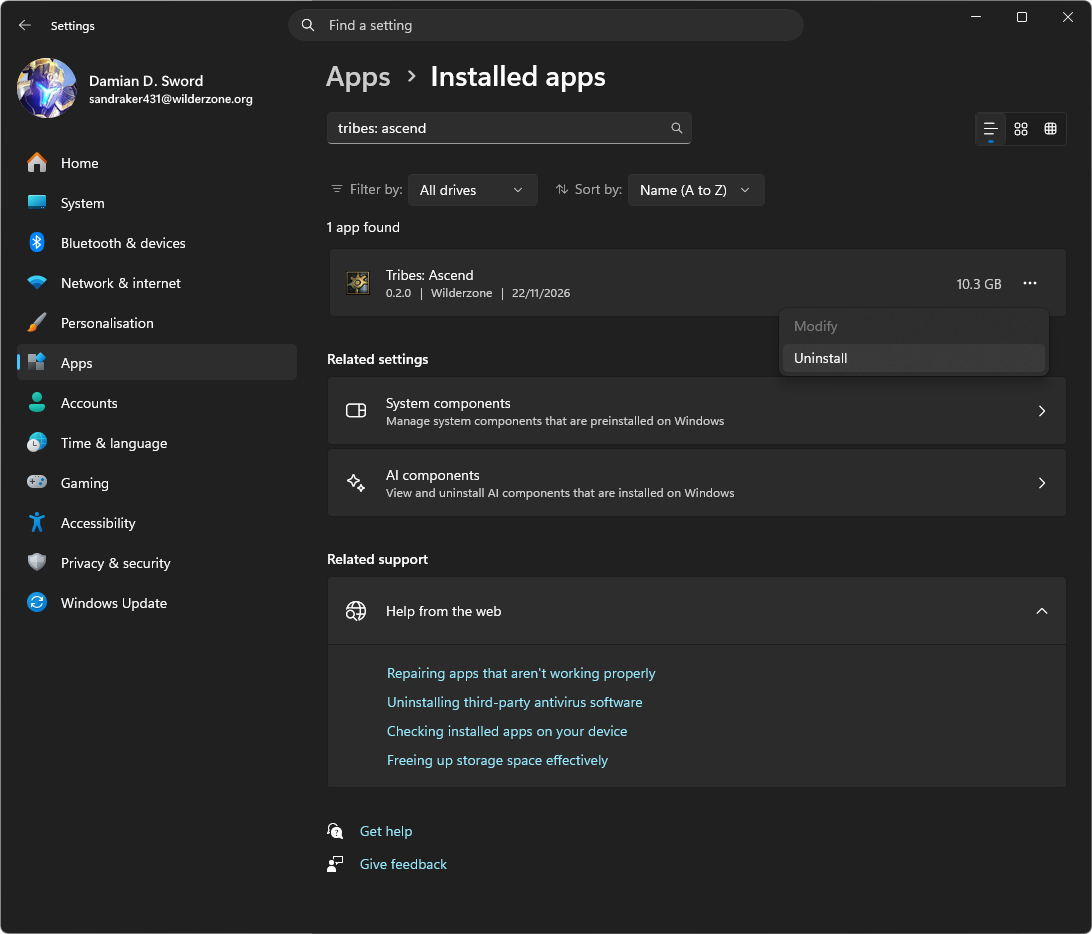 Settings
Find a setting
Damian D. Sword
sandraker431@wilderzone.org
Home
System
Bluetooth & devices
Network & internet
Personalisation
Apps
Accounts
Time & language
Gaming
Accessibility
Privacy & security
Windows Update
Apps > Installed apps
tribes: ascend
Filter by: All drives Sort by: Name (A to Z)
1 app found
Tribes: Ascend
0.2.0 | Wilderzone | 22/11/2026
10.3 GB
Modify
Uninstall
Related settings
System components
Manage system components that are preinstalled on Windows
AI components
View and uninstall AI components that are installed on Windows
Related support
Help from the web
Repairing apps that aren't working properly
Uninstalling third-party antivirus software
Checking installed apps on your device
Freeing up storage space effectively
Get help
Give feedback